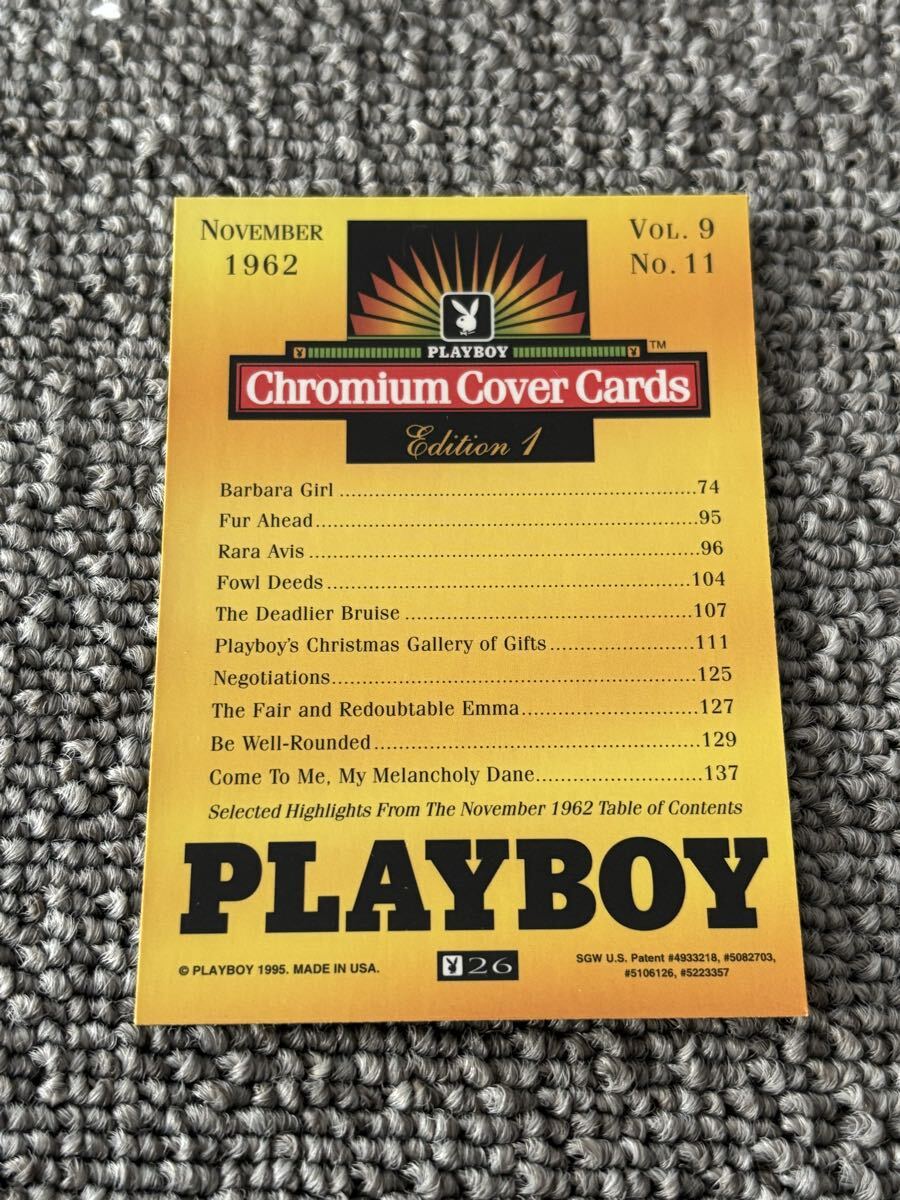 NOVEMBER
1962
VOL. 9
NO. 11
PLAYBOY
TM
Chromium Cover Cards
Edition 1
Barbara Girl ............................................................74
Fur Ahead.................................................................95
Rara Avis ..................................................................96
Fowl Deeds..............................................................104
The Deadlier Bruise .................................................107
Playboy's Christmas Gallery of Gifts.........................111
Negotiations..............................................................125
The Fair and Redoubtable Emma..............................127
Be Well-Rounded.......................................................129
Come To Me, My Melancholy Dane............................137
Selected Highlights From The November 1962 Table of Contents
PLAYBOY
© PLAYBOY 1995. MADE IN USA.
26
SGW U.S. Patent #4933218, #5082703,
#5106126, #5223357